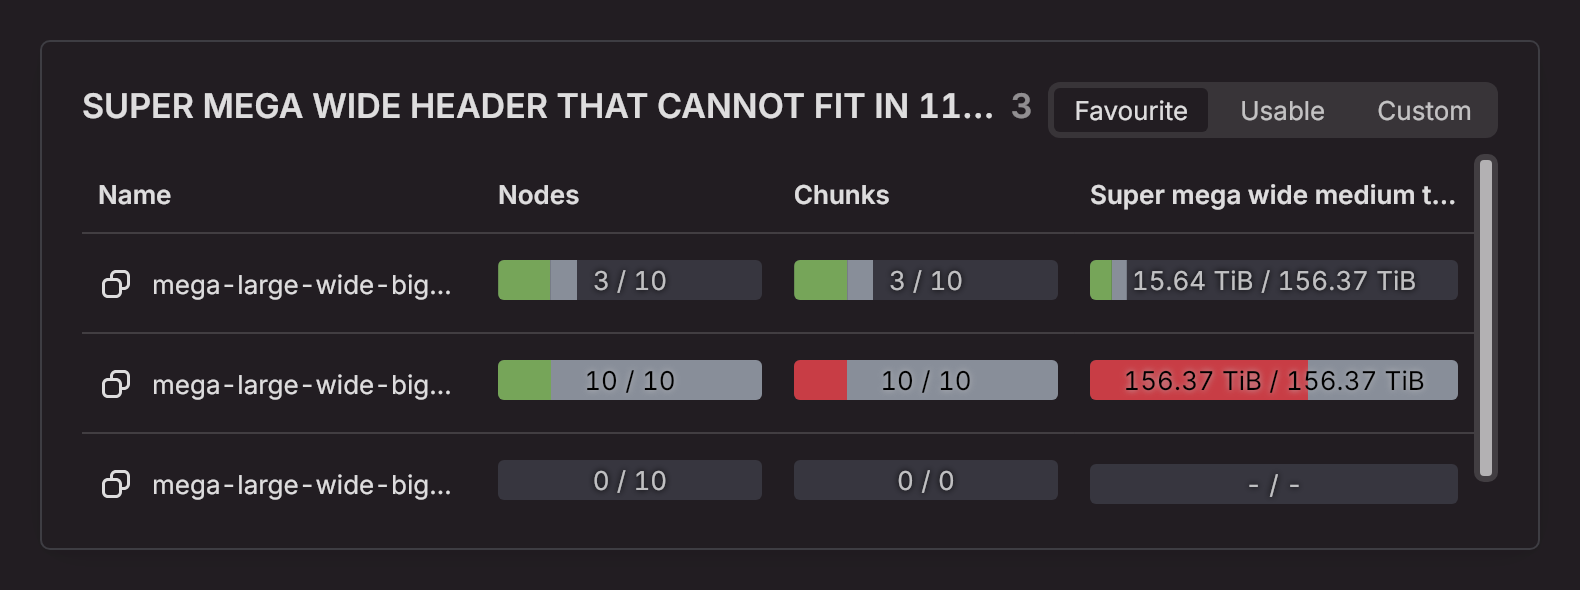 SUPER MEGA WIDE HEADER THAT CANNOT FIT IN 11... 3 Favourite Usable Custom
Name Nodes Chunks Super mega wide medium t...
mega-large-wide-big... 3 / 10 3 / 10 15.64 TiB / 156.37 TiB
mega-large-wide-big... 10 / 10 10 / 10 156.37 TiB / 156.37 TiB
mega-large-wide-big... 0 / 10 0 / 0 - / -